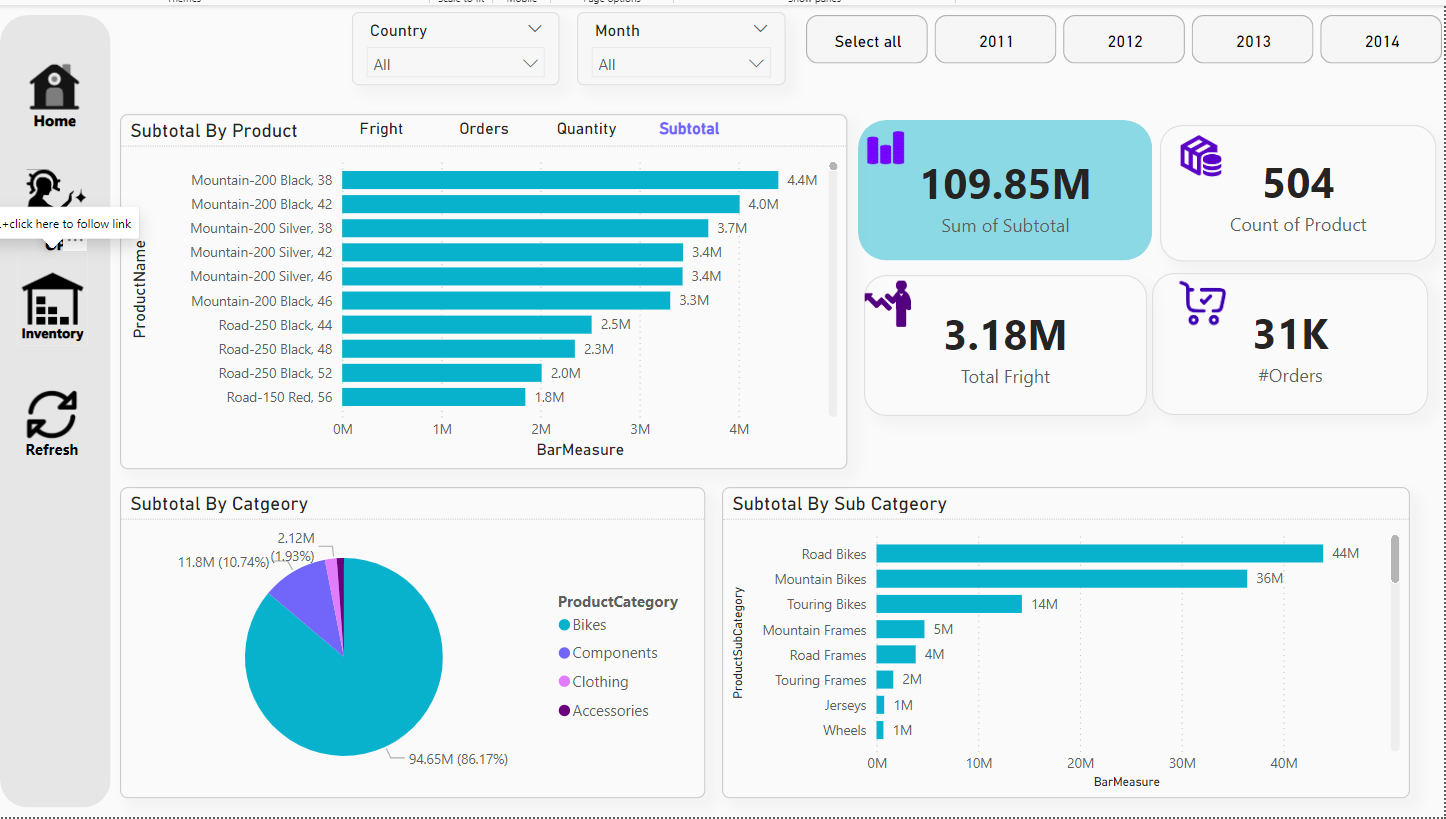 Country
Month
Select all
2011
2012
2013
2014
All
All
Home
.+click here to follow link
Inventory
Refresh
Subtotal By Product
Fright
Orders
Quantity
Subtotal
ProductName
Mountain-200 Black, 38
4.4M
Mountain-200 Black, 42
4.0M
Mountain-200 Silver, 38
3.7M
Mountain-200 Silver, 42
3.4M
Mountain-200 Silver, 46
3.4M
Mountain-200 Black, 46
3.3M
Road-250 Black, 44
2.5M
Road-250 Black, 48
2.3M
Road-250 Black, 52
2.0M
Road-150 Red, 56
1.8M
0M
1M
2M
3M
4M
BarMeasure
109.85M
Sum of Subtotal
504
Count of Product
3.18M
Total Fright
31K
#Orders
Subtotal By Catgeory
2.12M
(1.93%)
11.8M (10.74%)
94.65M (86.17%)
ProductCategory
Bikes
Components
Clothing
Accessories
Subtotal By Sub Catgeory
ProductSubCategory
Road Bikes
44M
Mountain Bikes
36M
Touring Bikes
14M
Mountain Frames
5M
Road Frames
4M
Touring Frames
2M
Jerseys
1M
Wheels
1M
0M
10M
20M
30M
40M
BarMeasure